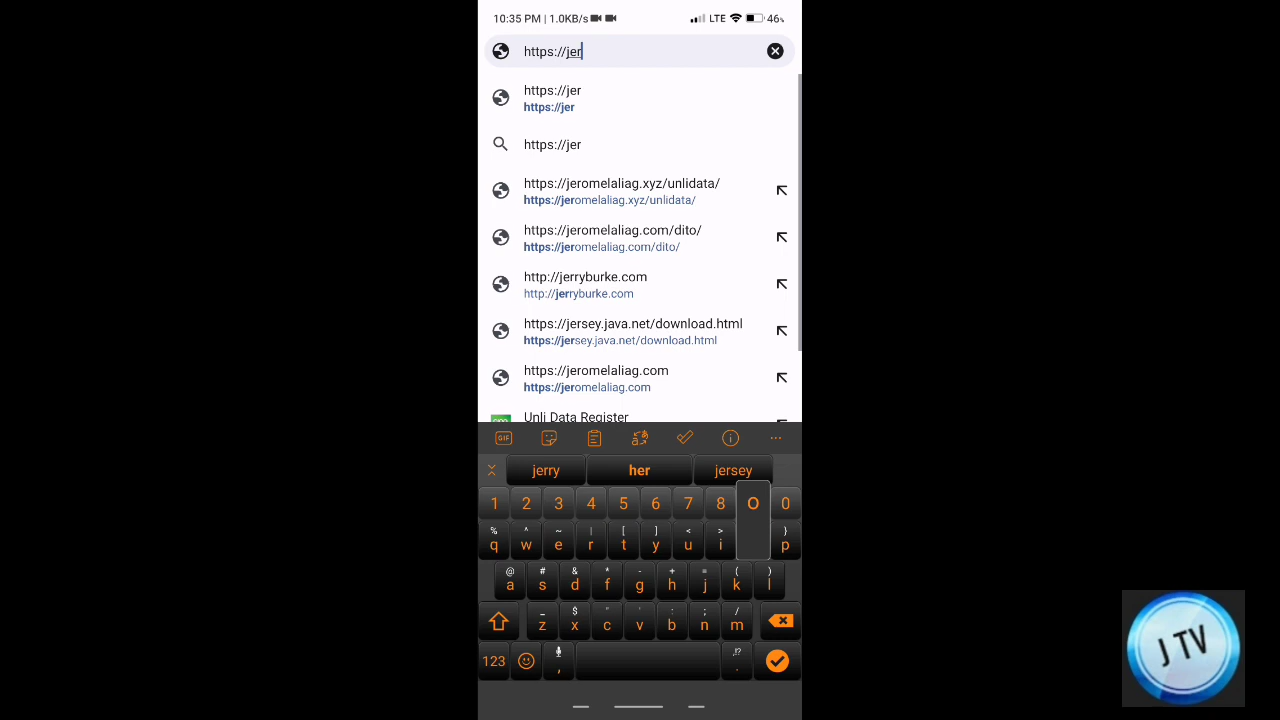 10:35 PM | 1.0KB/s LTE 46%
https://jer
https://jer
https://jer
https://jer
https://jeromelaliag.xyz/unlidata/
https://jeromelaliag.xyz/unlidata/
https://jeromelaliag.com/dito/
https://jeromelaliag.com/dito/
http://jerryburke.com
http://jerryburke.com
https://jersey.java.net/download.html
https://jersey.java.net/download.html
https://jeromelaliag.com
https://jeromelaliag.com
Unli Data Register
GIF
jerry her jersey
1 2 3 4 5 6 7 8 O 0
% ^ ~ | [ ] < > }
q w e r t y u i p
@ # & * - + = ( )
a s d f g h j k l
_ $ " ' : ; /
z x c v b n m
,!?
123 , .
J TV